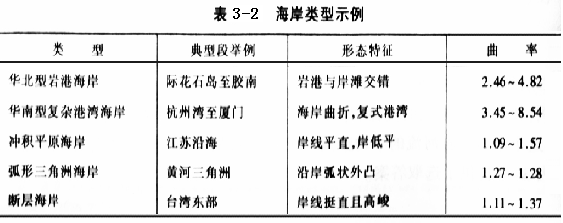 表 3-2 海岸类型示例
类型 典型段举例 形态特征 曲率
华北型岩港海岸 际花石岛至胶南 岩港与岸滩交错 2.46~4.82
华南型复杂港湾海岸 杭州湾至厦门 海岸曲折,复式港湾 3.45~8.54
冲积平原海岸 江苏沿海 岸线平直,岸低平 1.09~1.57
弧形三角洲海岸 黄河三角洲 沿岸弧状外凸 1.27~1.28
断层海岸 台湾东部 岸线挺直且高峻 1.11~1.37